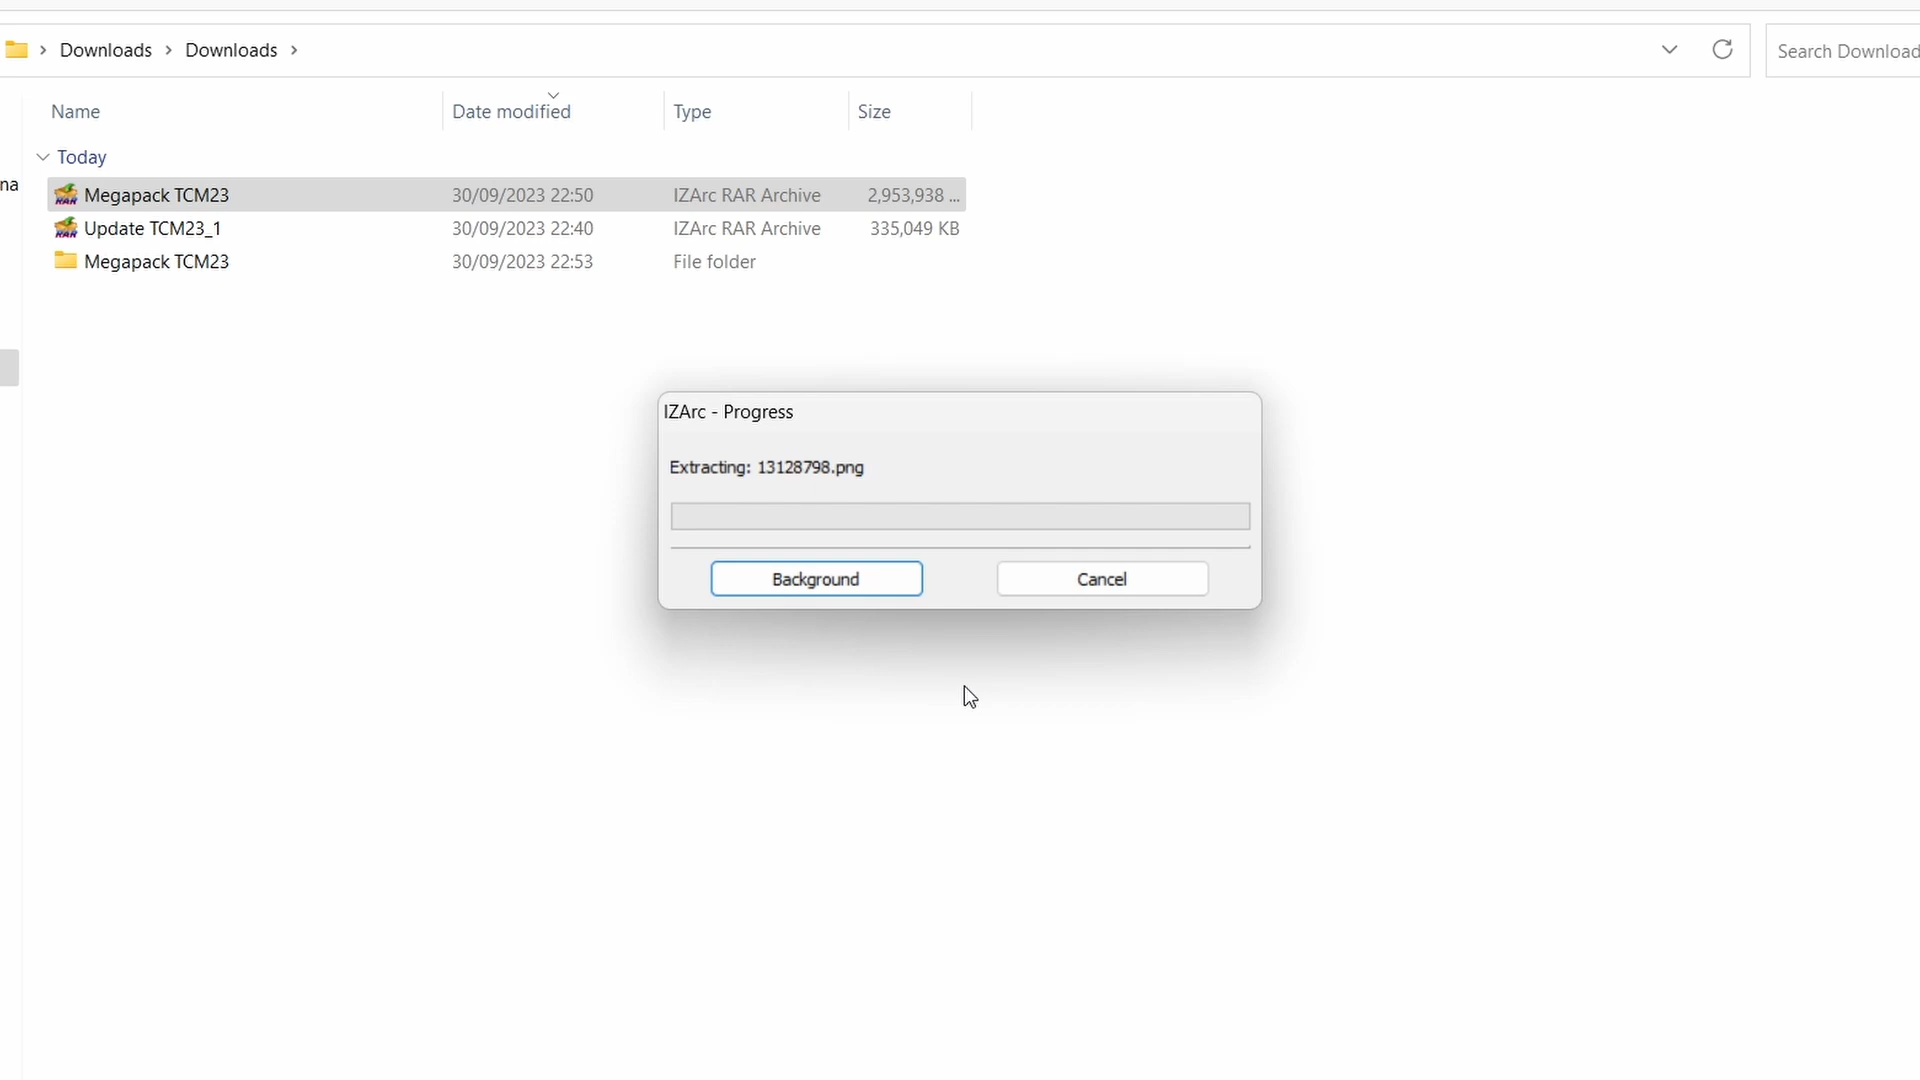 Downloads > Downloads >
Search Download
Name Date modified Type Size
Today
na
Megapack TCM23 30/09/2023 22:50 IZArc RAR Archive 2,953,938 ...
Update TCM23_1 30/09/2023 22:40 IZArc RAR Archive 335,049 KB
Megapack TCM23 30/09/2023 22:53 File folder
IZArc - Progress
Extracting: 13128798.png
Background Cancel